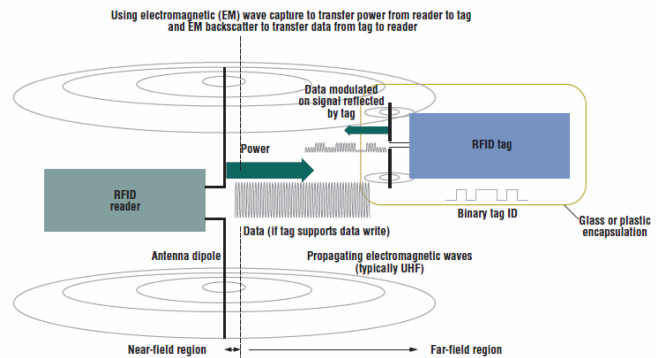 Using electromagnetic (EM) wave capture to transfer power from reader to tag
and EM backscatter to transfer data from tag to reader
Data modulated
on signal reflected
by tag
Power
RFID tag
RFID
reader
Binary tag ID
Glass or plastic
encapsulation
Data (if tag supports data write)
Antenna dipole
Propagating electromagnetic waves
(typically UHF)
Near-field region
Far-field region